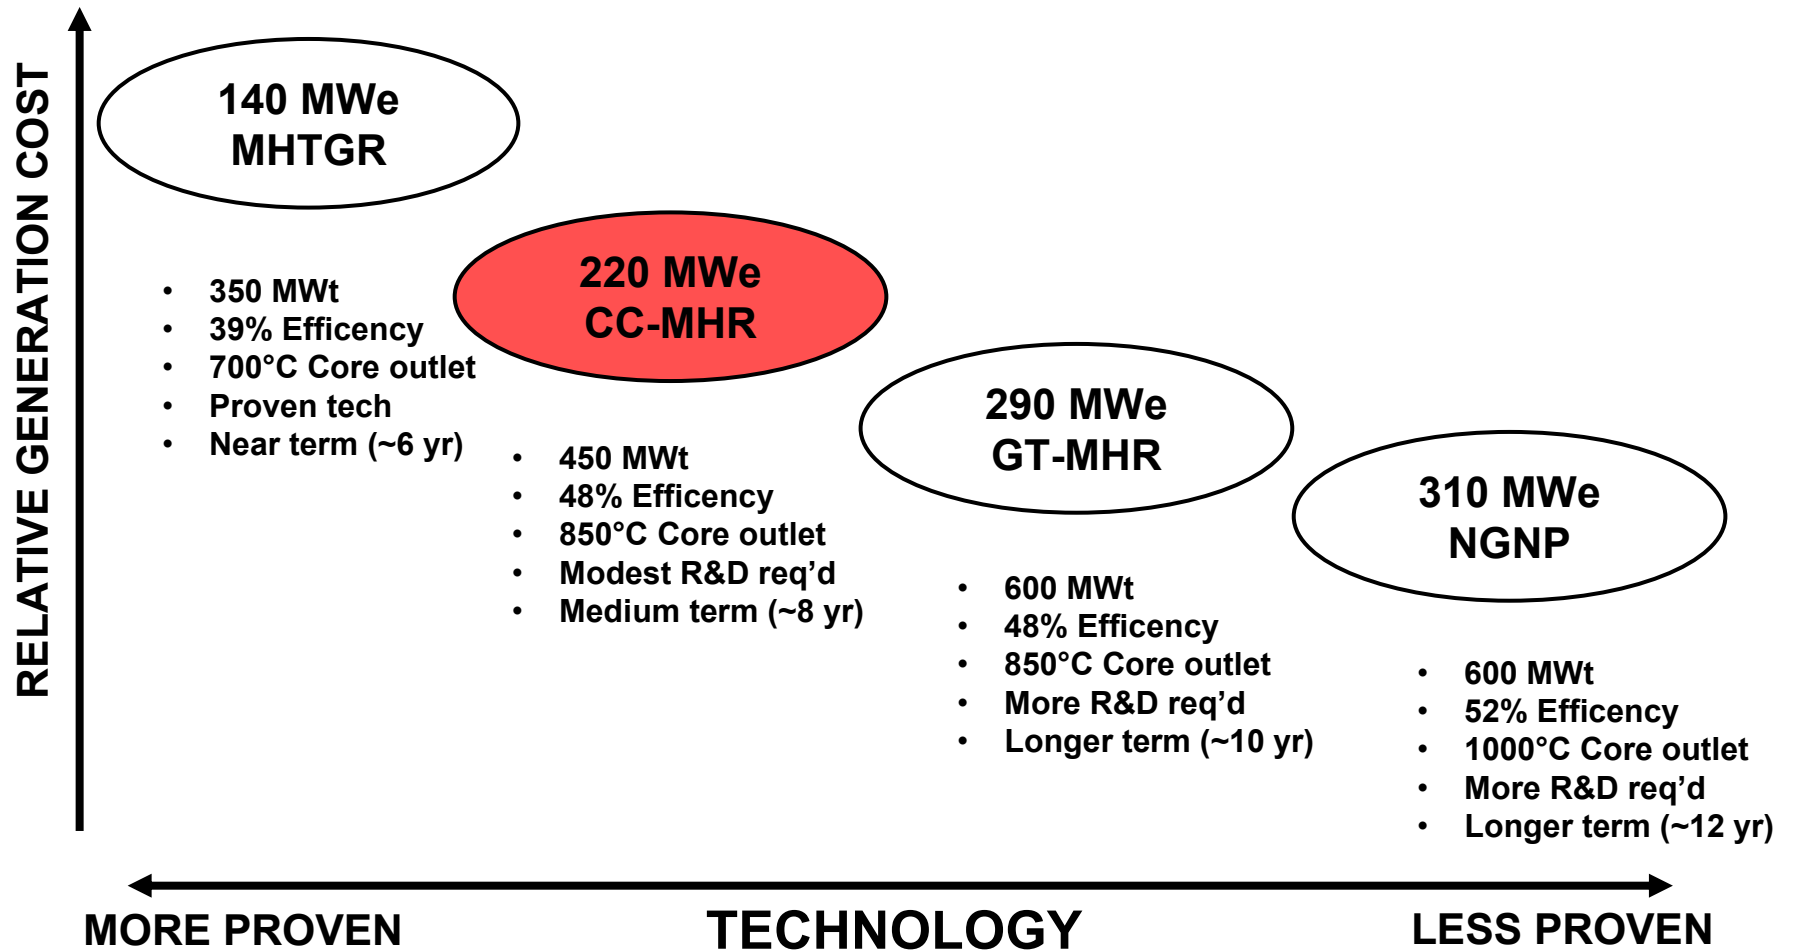 RELATIVE GENERATION COST
140 MWe
MHTGR
• 350 MWt
• 39% Efficency
• 700°C Core outlet
• Proven tech
• Near term (~6 yr)
220 MWe
CC-MHR
• 450 MWt
• 48% Efficency
• 850°C Core outlet
• Modest R&D req’d
• Medium term (~8 yr)
290 MWe
GT-MHR
• 600 MWt
• 48% Efficency
• 850°C Core outlet
• More R&D req’d
• Longer term (~10 yr)
310 MWe
NGNP
• 600 MWt
• 52% Efficency
• 1000°C Core outlet
• More R&D req’d
• Longer term (~12 yr)
MORE PROVEN
TECHNOLOGY
LESS PROVEN